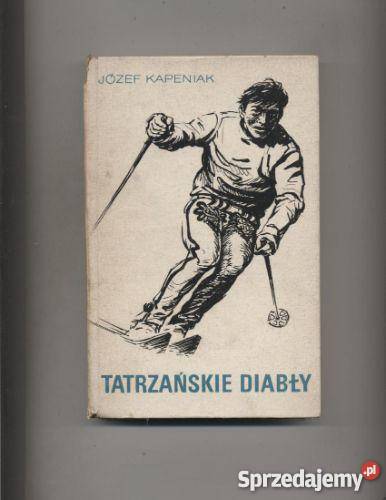 JÓZEF KAPENIAK
TATRZAŃSKIE DIABŁY
Sprzedajemy.pl